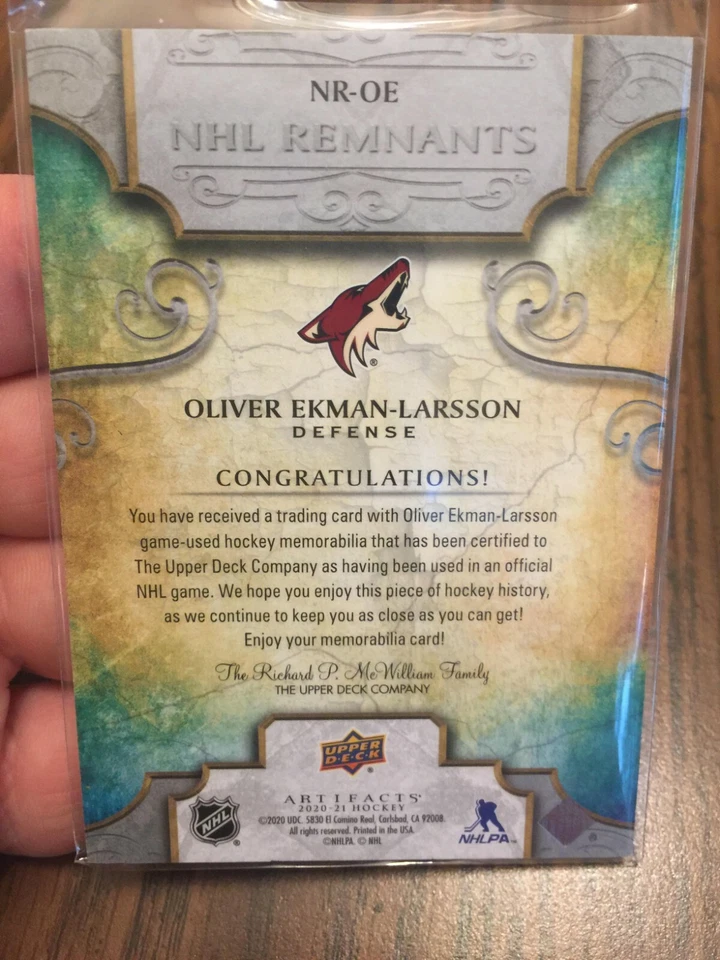 NR-OE
NHL REMNANTS
®
OLIVER EKMAN-LARSSON
DEFENSE
CONGRATULATIONS!
You have received a trading card with Oliver Ekman-Larsson
game-used hockey memorabilia that has been certified to
The Upper Deck Company as having been used in an official
NHL game. We hope you enjoy this piece of hockey history,
as we continue to keep you as close as you can get!
Enjoy your memorabilia card!
The Richard P. McWilliam Family
THE UPPER DECK COMPANY
UPPER
D·E·C·K
®
ARTIFACTS
2020-21 HOCKEY
©2020 UDC. 5830 El Camino Real, Carlsbad, CA 92008.
All rights reserved. Printed in the USA.
©NHLPA. © NHL
NHL
NHLPA